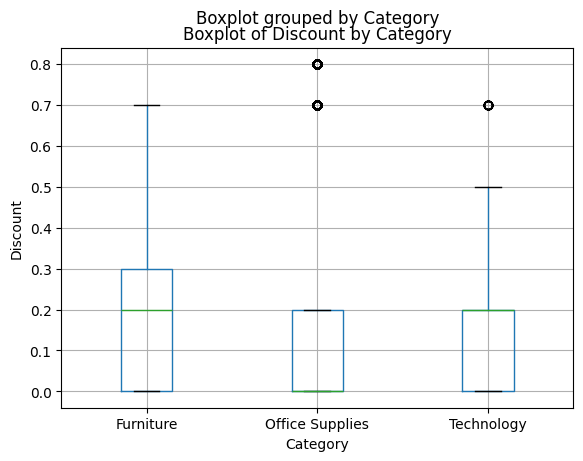 Boxplot grouped by Category
Boxplot of Discount by Category
0.8
0.7
0.6
0.5
0.4
0.3
0.2
0.1
0.0
Discount
Furniture
Office Supplies
Technology
Category